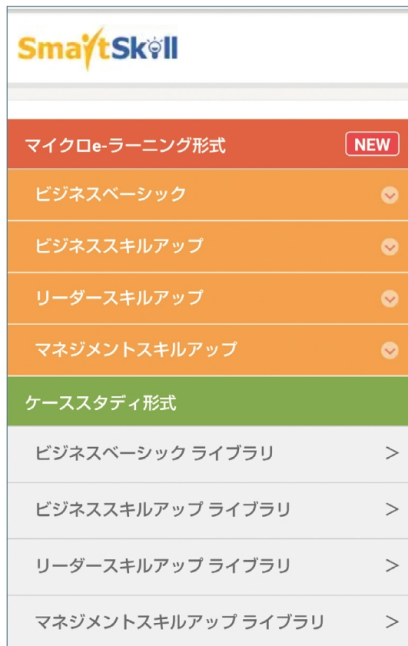 SmartSkill
マイクロe-ラーニング形式 NEW
ビジネスベーシック
ビジネススキルアップ
リーダースキルアップ
マネジメントスキルアップ
ケーススタディ形式
ビジネスベーシック ライブラリ >
ビジネススキルアップ ライブラリ >
リーダースキルアップ ライブラリ >
マネジメントスキルアップ ライブラリ >